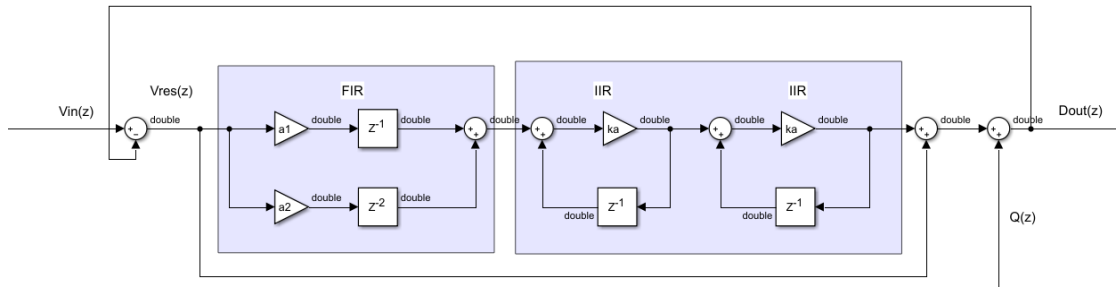 FIR
IIR
IIR
Vin(z)
Vres(z)
Dout(z)
+
−
double
a1
Z-1
double
double
+
+
double
+
+
double
ka
double
+
+
double
ka
double
+
+
double
+
+
double
a2
double
Z-2
double
double
Z-1
double
Z-1
Q(z)